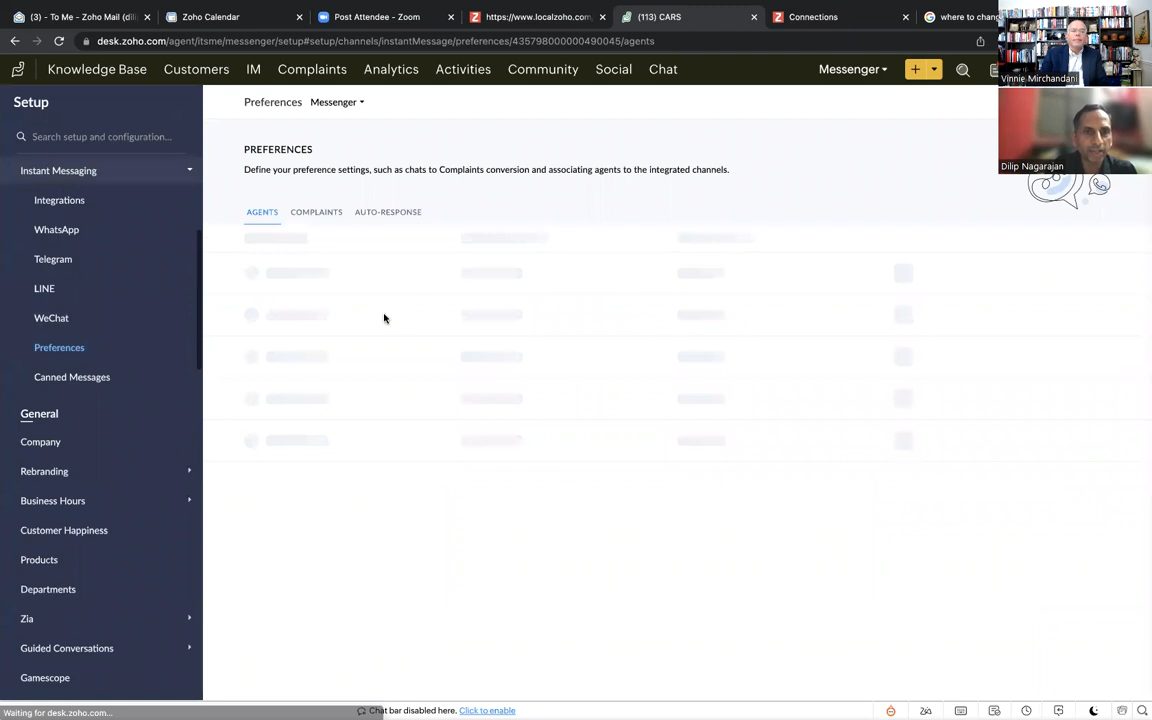 (3) - To Me - Zoho Mail (dil
Zoho Calendar
Post Attendee - Zoom
https://www.localzoho.com
(113) CARS
Connections
where to chang
desk.zoho.com/agent/itsme/messenger/setup#setup/channels/instantMessage/preferences/435798000000490045/agents
Knowledge Base
Customers
IM
Complaints
Analytics
Activities
Community
Social
Chat
Messenger
Vinnie Mirchandani
Dilip Nagarajan
Setup
Search setup and configuration...
Instant Messaging
Integrations
WhatsApp
Telegram
LINE
WeChat
Preferences
Canned Messages
General
Company
Rebranding
Business Hours
Customer Happiness
Products
Departments
Zia
Guided Conversations
Gamescope
Preferences Messenger
PREFERENCES
Define your preference settings, such as chats to Complaints conversion and associating agents to the integrated channels.
AGENTS
COMPLAINTS
AUTO-RESPONSE
Waiting for desk.zoho.com...
Chat bar disabled here. Click to enable